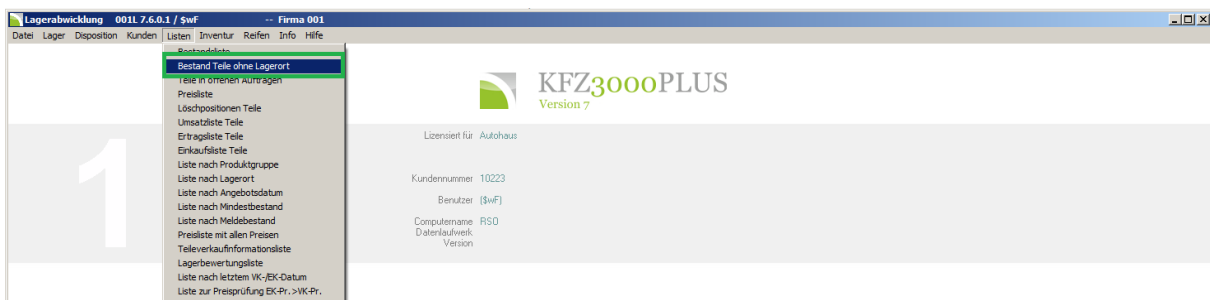 Lagerabwicklung 001L 7.6.0.1 / $wF -- Firma 001
Datei Lager Disposition Kunden Listen Inventur Reifen Info Hilfe
Bestandsliste
Bestand Teile ohne Lagerort
Teile in offenen Aufträgen
Preisliste
Löschpositionen Teile
Umsatzliste Teile
Ertragsliste Teile
Einkaufsliste Teile
Liste nach Produktgruppe
Liste nach Lagerort
Liste nach Angebotsdatum
Liste nach Mindestbestand
Liste nach Meldebestand
Preisliste mit allen Preisen
Teileverkaufinformationsliste
Lagerbewertungsliste
Liste nach letztem VK-/EK-Datum
Liste zur Preisprüfung EK-Pr.>VK-Pr.
KFZ3000PLUS
Version 7
1
Lizensiert für Autohaus
Kundennummer 10223
Benutzer ($wF)
Computername RSO
Datenlaufwerk
Version